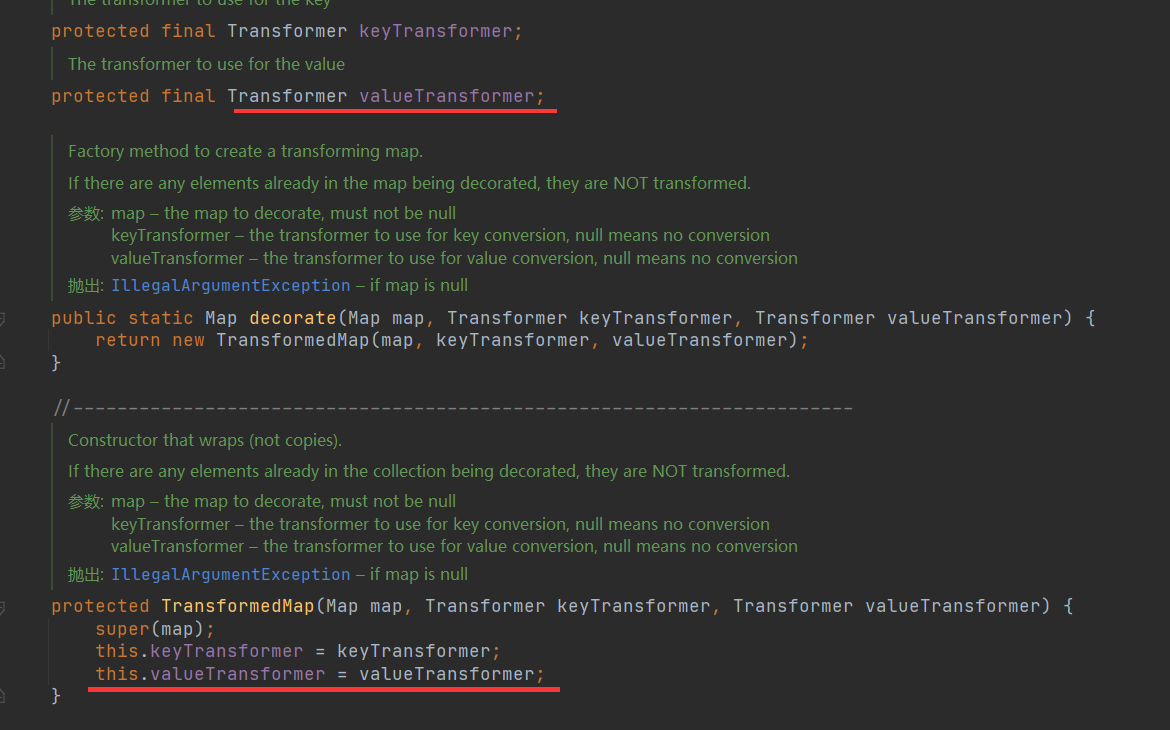 The transformer to use for the key
protected final Transformer keyTransformer;
The transformer to use for the value
protected final Transformer valueTransformer;
Factory method to create a transforming map.
If there are any elements already in the map being decorated, they are NOT transformed.
参数: map – the map to decorate, must not be null
keyTransformer – the transformer to use for key conversion, null means no conversion
valueTransformer – the transformer to use for value conversion, null means no conversion
抛出: IllegalArgumentException – if map is null
public static Map decorate(Map map, Transformer keyTransformer, Transformer valueTransformer) {
return new TransformedMap(map, keyTransformer, valueTransformer);
}
//-----------------------------------------------------------------------
Constructor that wraps (not copies).
If there are any elements already in the collection being decorated, they are NOT transformed.
参数: map – the map to decorate, must not be null
keyTransformer – the transformer to use for key conversion, null means no conversion
valueTransformer – the transformer to use for value conversion, null means no conversion
抛出: IllegalArgumentException – if map is null
protected TransformedMap(Map map, Transformer keyTransformer, Transformer valueTransformer) {
super(map);
this.keyTransformer = keyTransformer;
this.valueTransformer = valueTransformer;
}